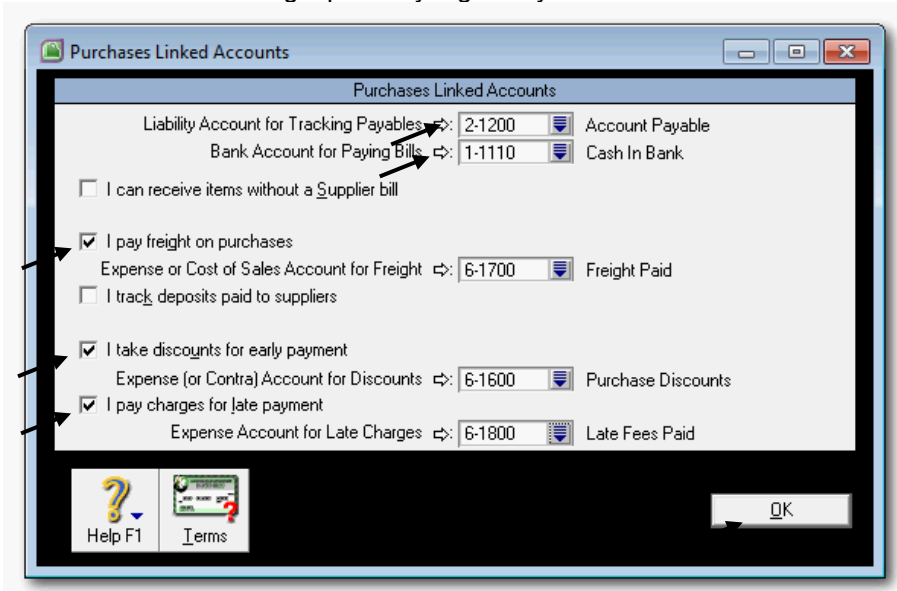 Purchases Linked Accounts
Purchases Linked Accounts
Liability Account for Tracking Payables ⇨: 2-1200 Account Payable
Bank Account for Paying Bills ⇨: 1-1110 Cash In Bank
I can receive items without a Supplier bill
I pay freight on purchases
Expense or Cost of Sales Account for Freight ⇨: 6-1700 Freight Paid
I track deposits paid to suppliers
I take discounts for early payment
Expense (or Contra) Account for Discounts ⇨: 6-1600 Purchase Discounts
I pay charges for late payment
Expense Account for Late Charges ⇨: 6-1800 Late Fees Paid
Help F1 Terms
OK